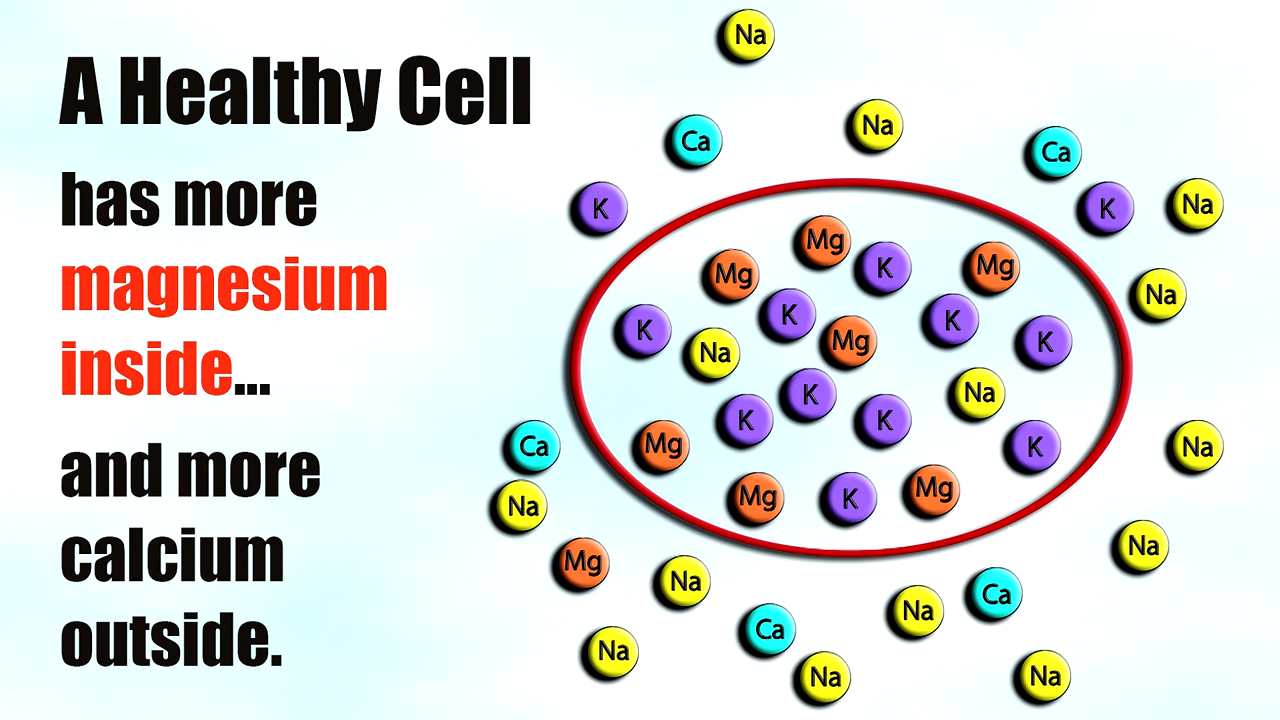 A Healthy Cell
has more
magnesium
inside...
and more
calcium
outside.
Na
Ca
Na
Ca
K
K
Na
Mg
Mg
K
Mg
Na
K
K
Na
K
Mg
K
K
Na
K
K
Mg
K
Ca
Na
Mg
K
Mg
Na
Na
Mg
Na
Ca
Na
Ca
Na
Na
Na